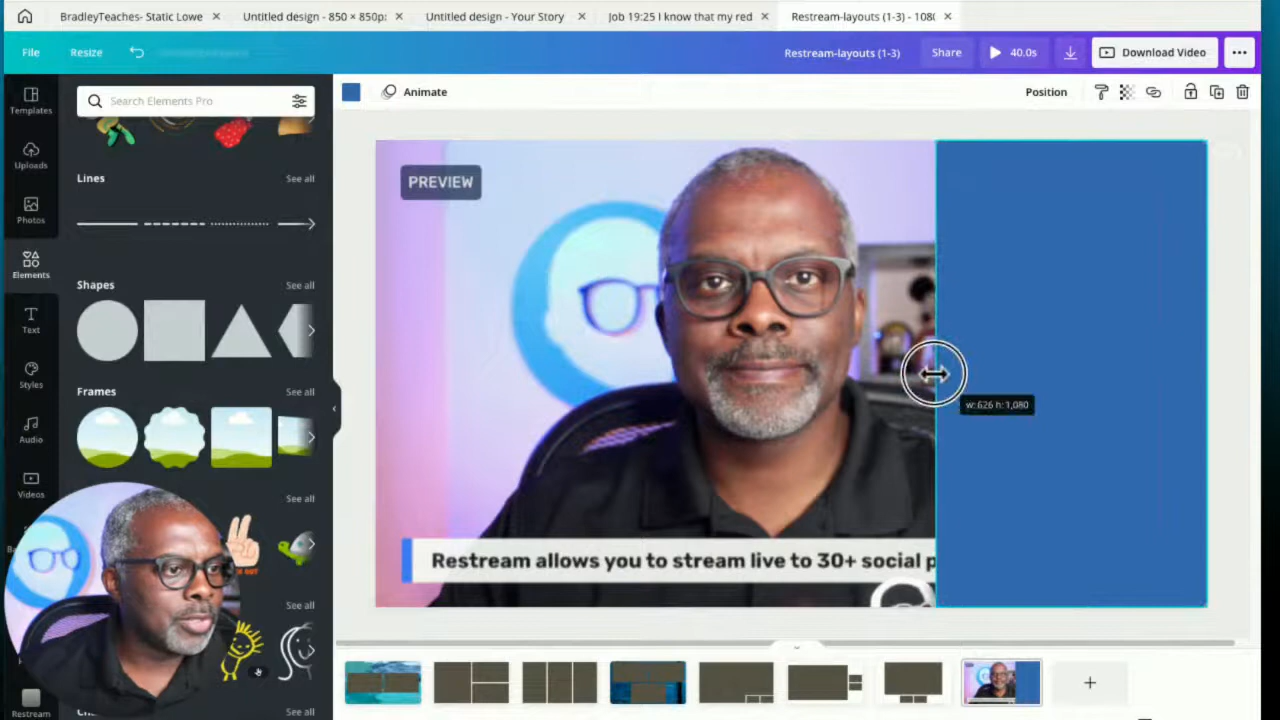 BradleyTeaches- Static Lowe
Untitled design - 850 × 850p:
Untitled design - Your Story
Job 19:25 I know that my red
Restream-layouts (1-3) - 108
File
Resize
Restream-layouts (1-3)
Share
40.0s
Download Video
Templates
Search Elements Pro
Animate
Position
Uploads
Lines
See all
PREVIEW
Photos
Elements
Shapes
See all
Text
Styles
Frames
See all
w:626 h:1,080
Audio
Videos
See all
Restream allows you to stream live to 30+ social p
See all
Restream
See all